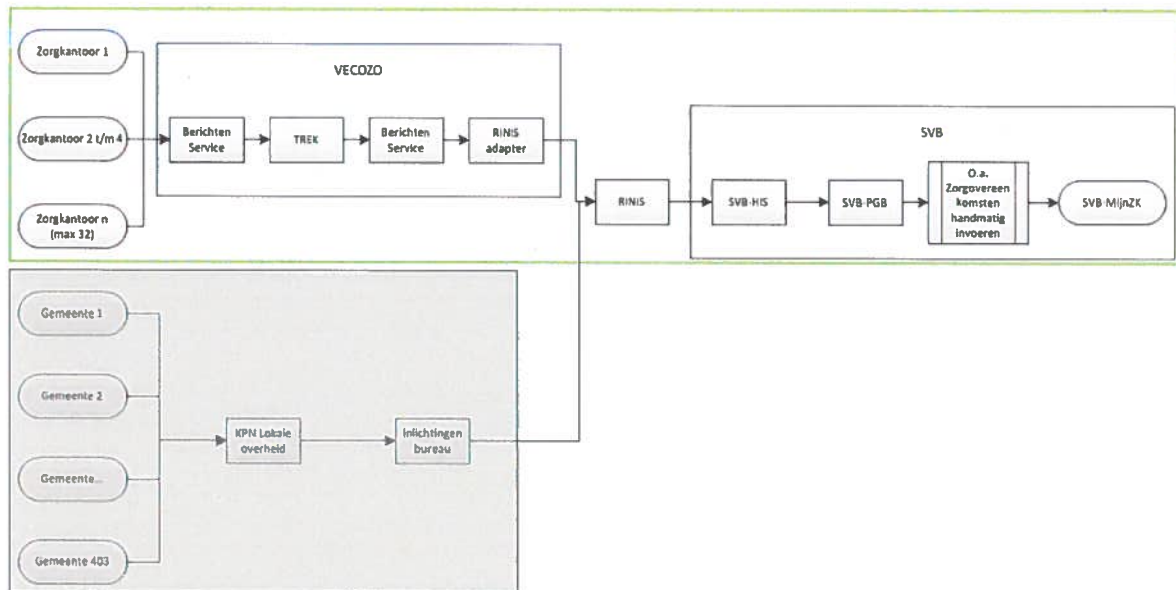 Zorgkantoor 1
Zorgkantoor 2 t/m 4
Zorgkantoor n
(max 32)
VECOZO
Berichten
Service
TREK
Berichten
Service
RINIS
adapter
RINIS
SVB
SVB-HIS
SVB-PGB
O.a.
Zorgovereen
komsten
handmatig
invoeren
SVB-MijnZK
Gemeente 1
Gemeente 2
Gemeente...
Gemeente 403
KPN Lokale
overheid
Inlichtingen
bureau